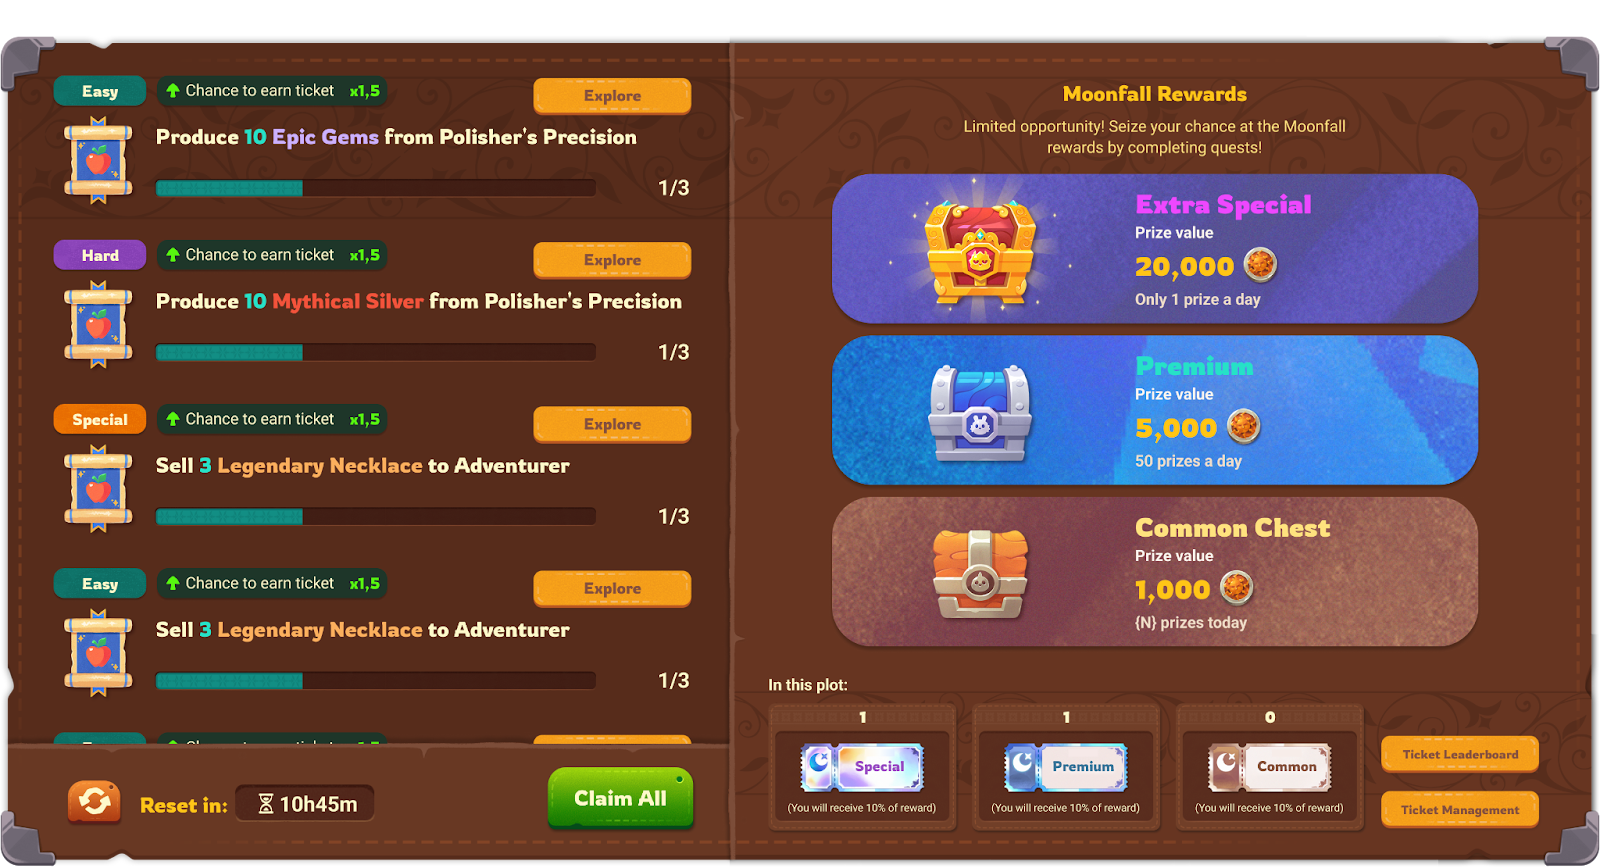 Easy
Chance to earn ticket x1,5
Explore
Produce 10 Epic Gems from Polisher's Precision
1/3
Hard
Chance to earn ticket x1,5
Explore
Produce 10 Mythical Silver from Polisher's Precision
1/3
Special
Chance to earn ticket x1,5
Explore
Sell 3 Legendary Necklace to Adventurer
1/3
Easy
Chance to earn ticket x1,5
Explore
Sell 3 Legendary Necklace to Adventurer
1/3
Reset in:
10h45m
Claim All
Moonfall Rewards
Limited opportunity! Seize your chance at the Moonfall
rewards by completing quests!
Extra Special
Prize value
20,000
Only 1 prize a day
Premium
Prize value
5,000
50 prizes a day
Common Chest
Prize value
1,000
{N} prizes today
In this plot:
1
Special
(You will receive 10% of reward)
1
Premium
(You will receive 10% of reward)
0
Common
(You will receive 10% of reward)
Ticket Leaderboard
Ticket Management